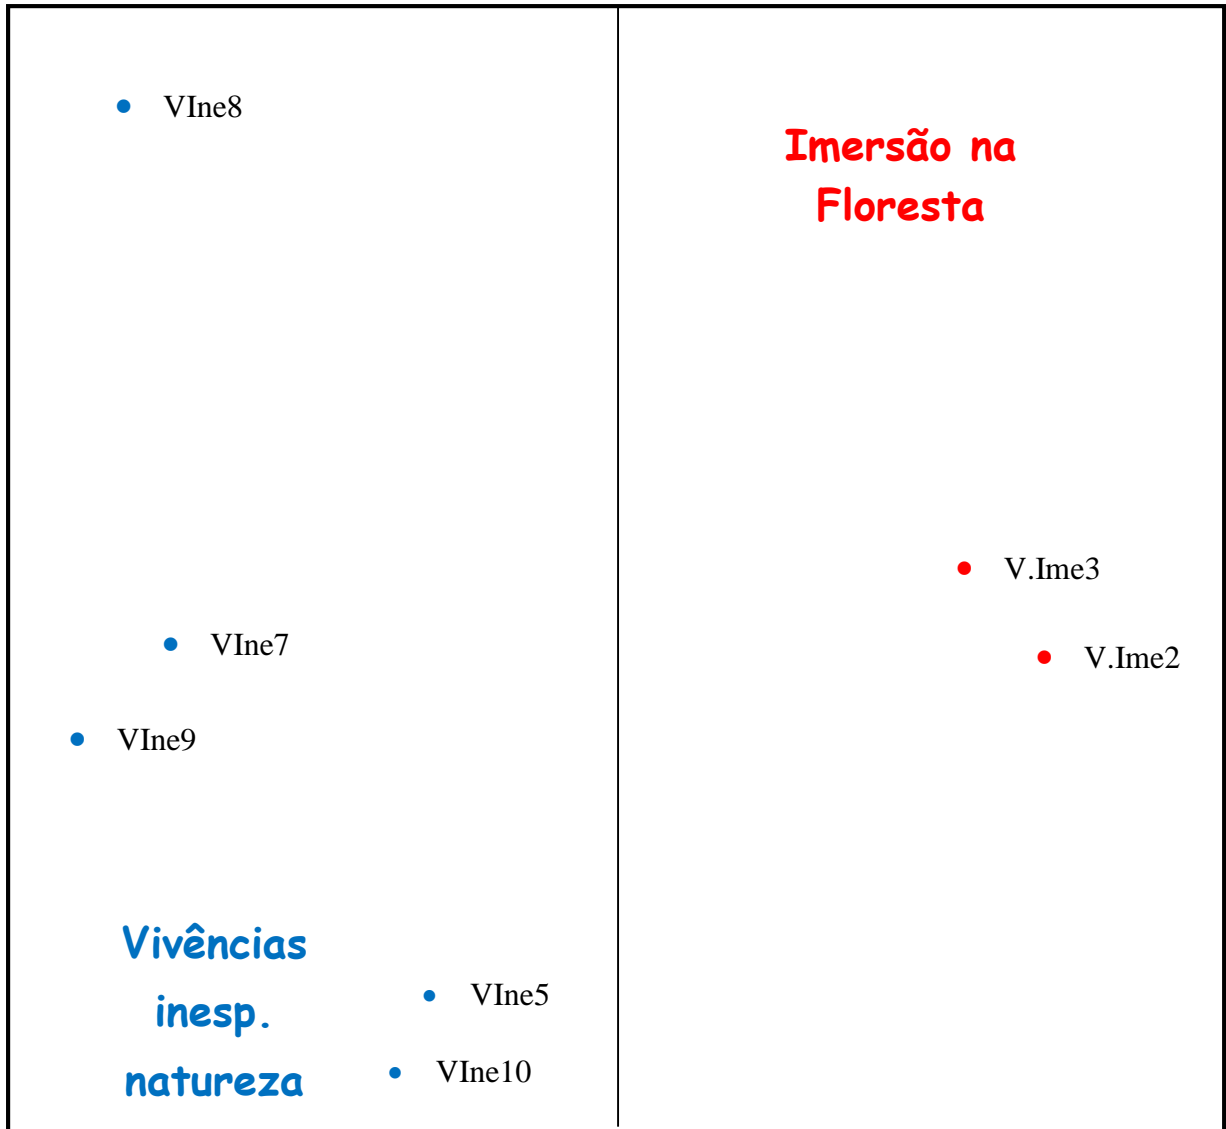 VIne8
Imersão na
Floresta
V.Ime3
VIne7
V.Ime2
VIne9
Vivências
inesp.
natureza
VIne5
VIne10